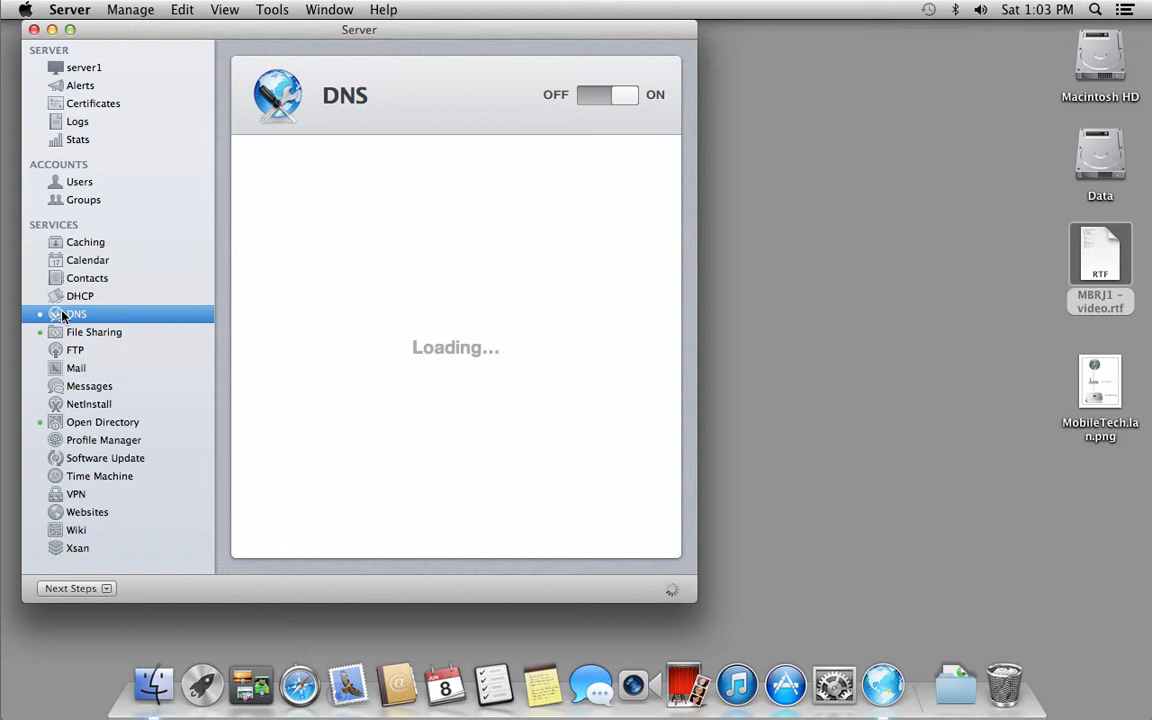 Server Manage Edit View Tools Window Help
Sat 1:03 PM
Server
SERVER
server1
Alerts
Certificates
Logs
Stats
ACCOUNTS
Users
Groups
SERVICES
Caching
Calendar
Contacts
DHCP
DNS
File Sharing
FTP
Mail
Messages
NetInstall
Open Directory
Profile Manager
Software Update
Time Machine
VPN
Websites
Wiki
Xsan
Next Steps
DNS
OFF ON
Loading...
Macintosh HD
Data
RTF
MBRJ1 -
video.rtf
MobileTech.la
n.png
17
JUN
8